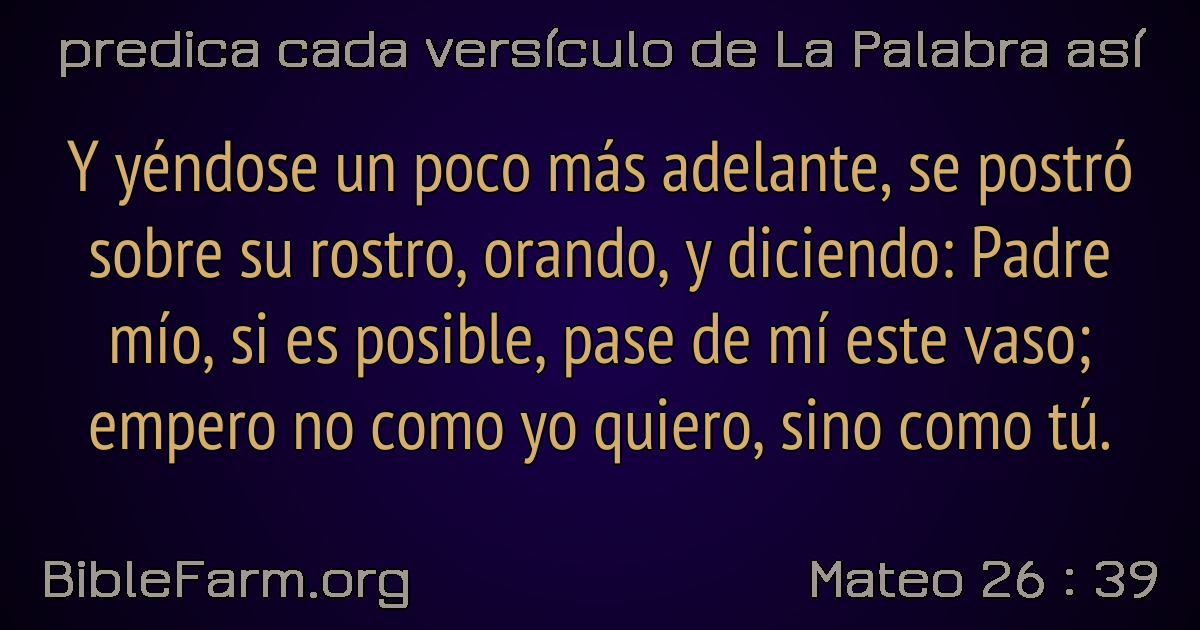 predica cada versículo de La Palabra así
Y yéndose un poco más adelante, se postró
sobre su rostro, orando, y diciendo: Padre
mío, si es posible, pase de mí este vaso;
empero no como yo quiero, sino como tú.
BibleFarm.org
Mateo 26 : 39